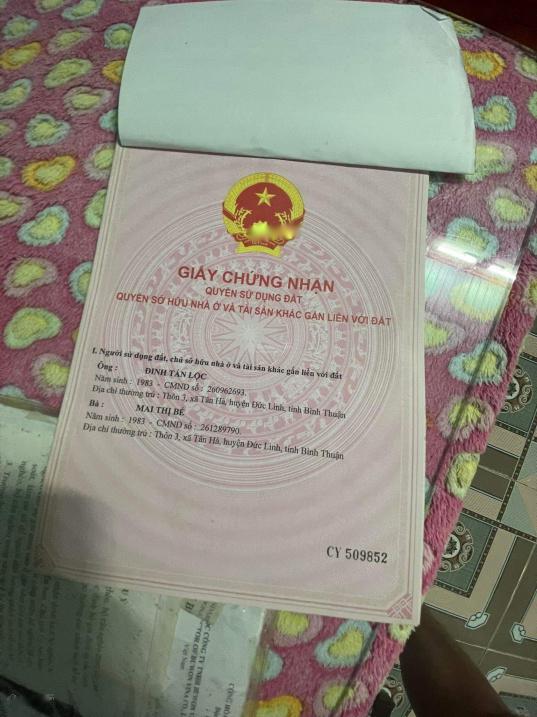 GIẤY CHỨNG NHẬN
QUYỀN SỬ DỤNG ĐẤT
QUYỀN SỞ HỮU NHÀ Ở VÀ TÀI SẢN KHÁC GẮN LIỀN VỚI ĐẤT
I. Người sử dụng đất, chủ sở hữu nhà ở và tài sản khác gắn liền với đất
Ông : ĐINH TẤN LỘC
Năm sinh : 1983 - CMND số : 260962693.
Địa chỉ thường trú : Thôn 3, xã Tân Hà, huyện Đức Linh, tỉnh Bình Thuận
Bà : MAI THỊ BÉ
Năm sinh : 1983 - CMND số : 261289790.
Địa chỉ thường trú : Thôn 3, xã Tân Hà, huyện Đức Linh, tỉnh Bình Thuận
CY 509852